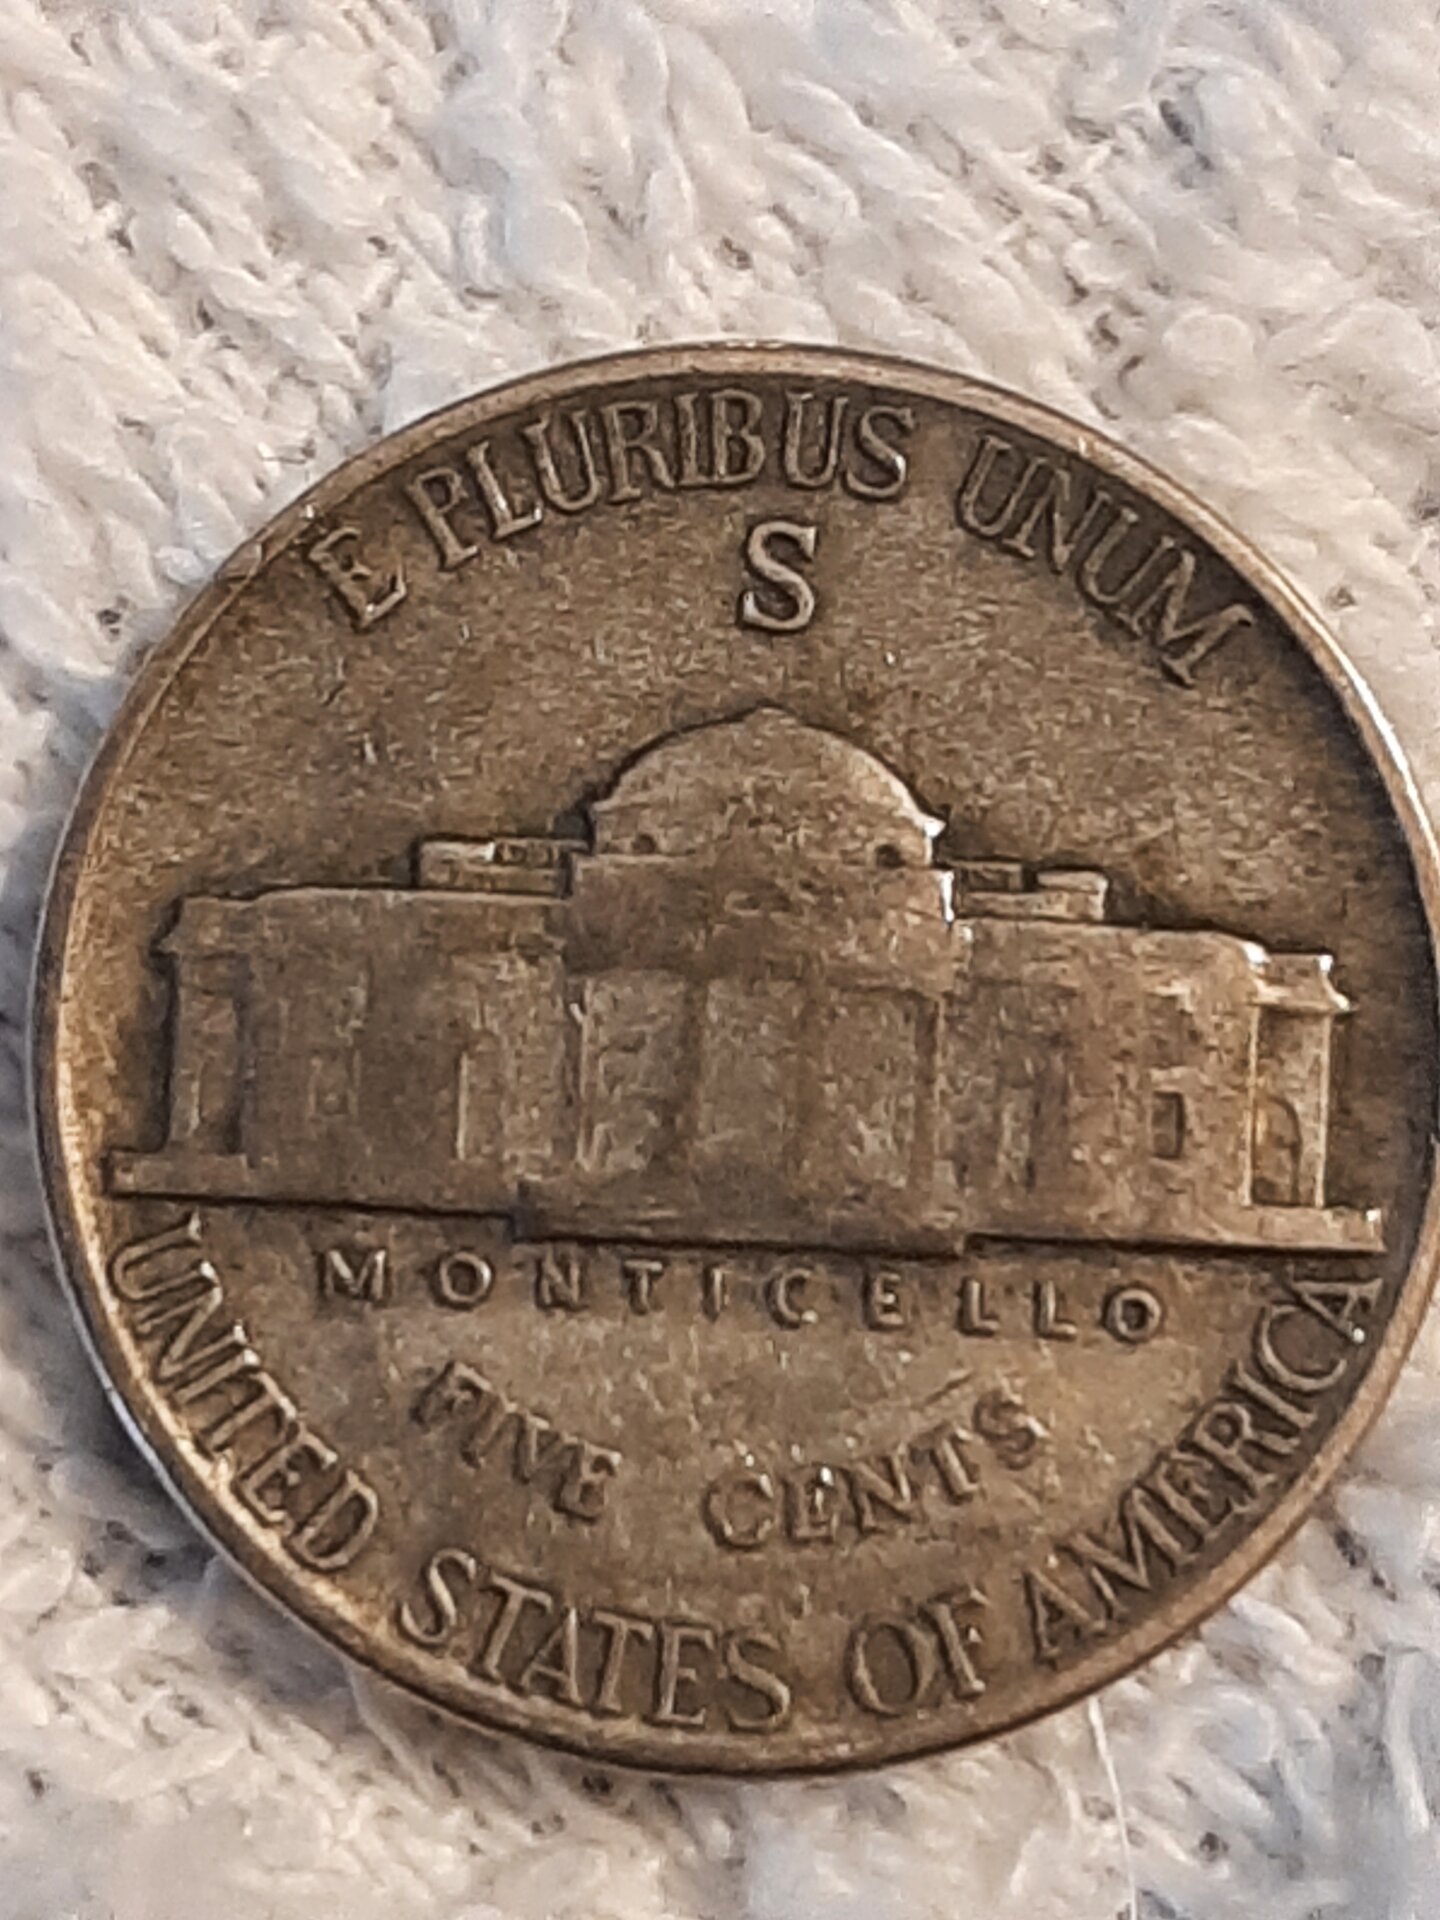 E PLURIBUS UNUM
S
MONTICELLO
FIVE CENTS
UNITED STATES OF AMERICA